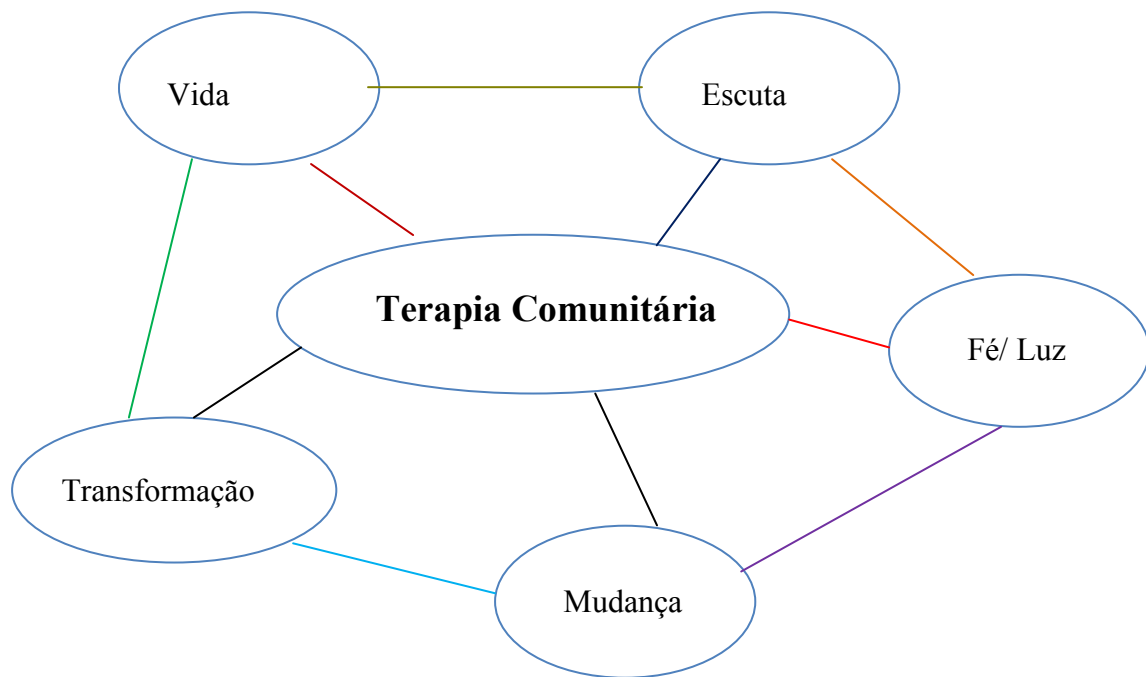 Vida
Escuta
Terapia Comunitária
Fé/ Luz
Transformação
Mudança